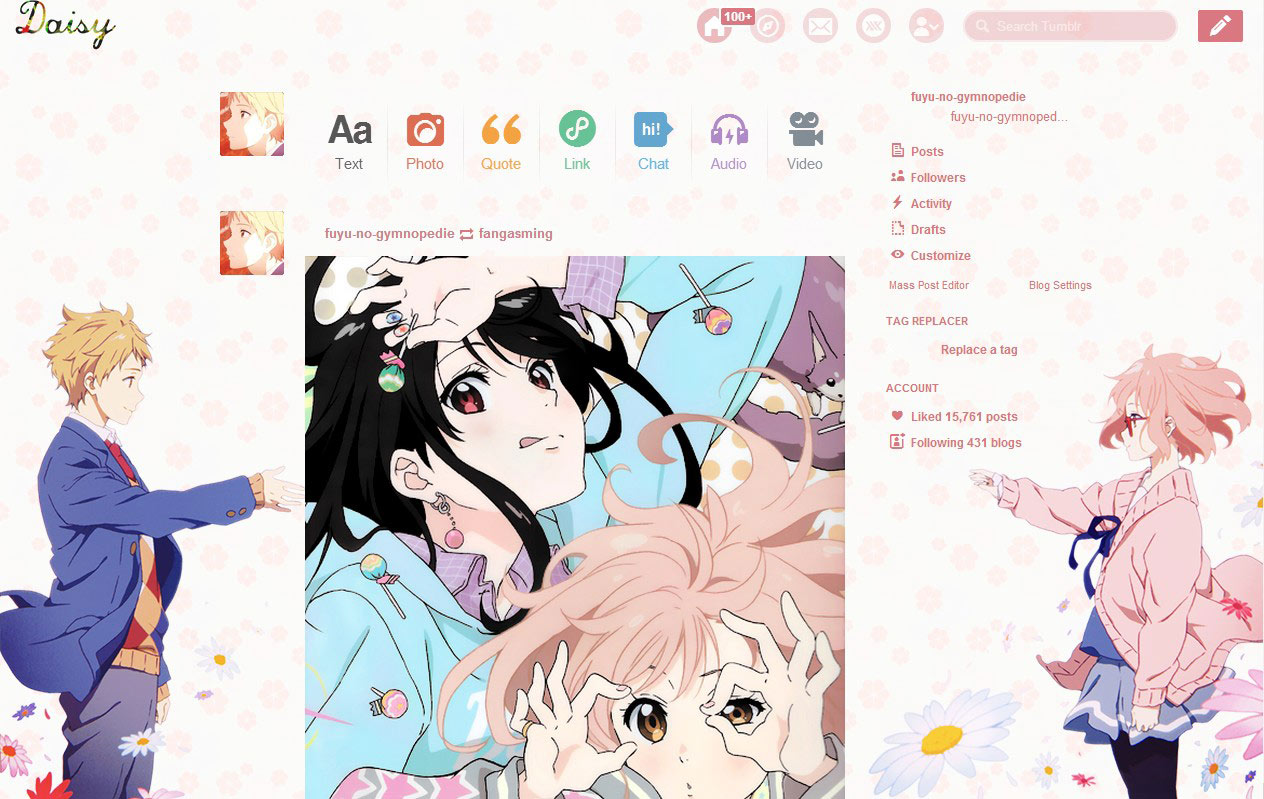 Daisy
100+
Search Tumblr
Aa
hi!
Text
Photo
Quote
Link
Chat
Audio
Video
fuyu-no-gymnopedie
fuyu-no-gymnoped...
Posts
Followers
Activity
Drafts
Customize
Mass Post Editor
Blog Settings
TAG REPLACER
Replace a tag
ACCOUNT
Liked 15,761 posts
Following 431 blogs
fuyu-no-gymnopedie fangasming